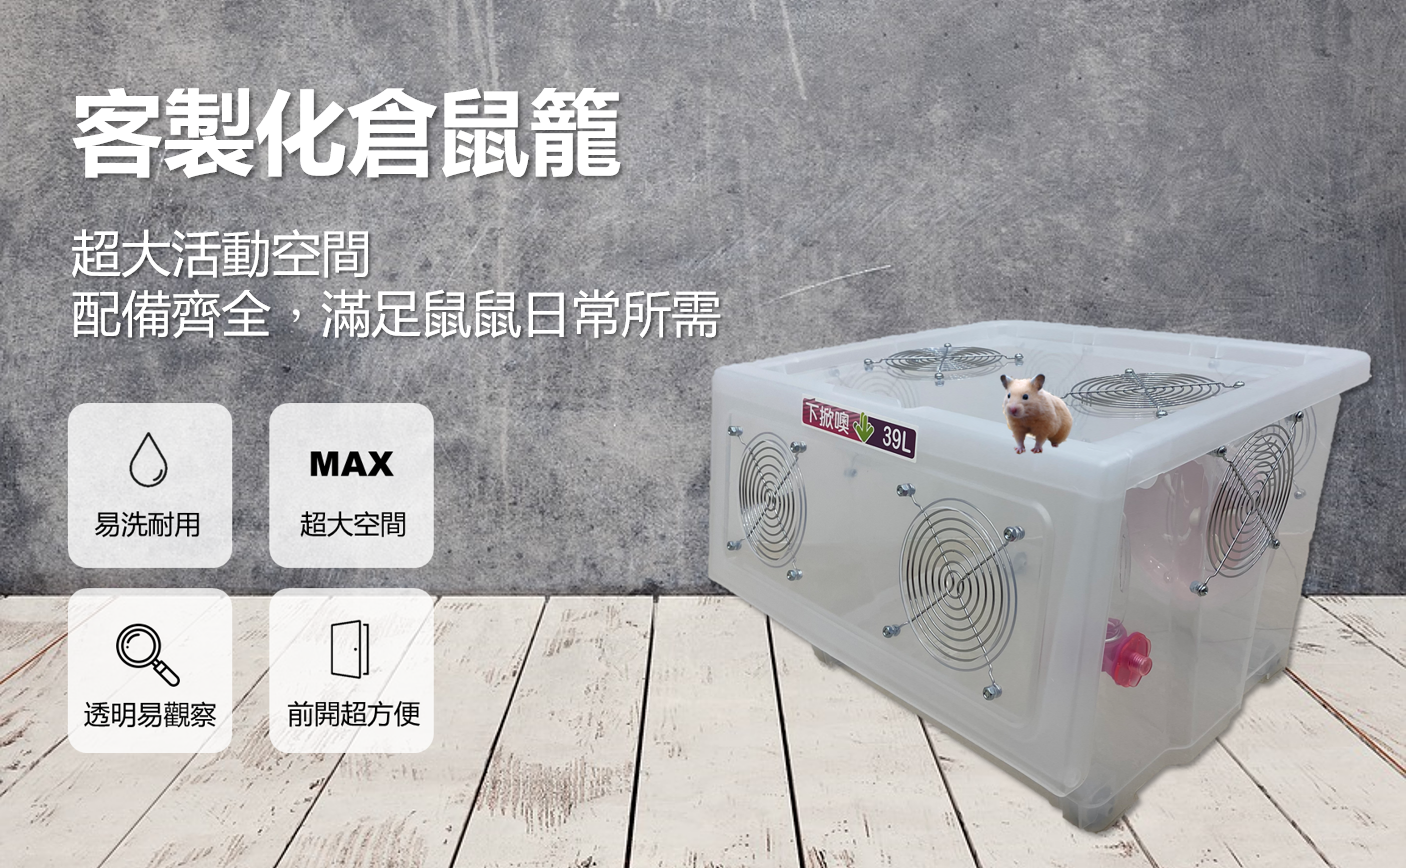 客製化倉鼠籠
超大活動空間
配備齊全，滿足鼠鼠日常所需
易洗耐用
MAX
超大空間
透明易觀察
前開超方便
下掀噢 39L